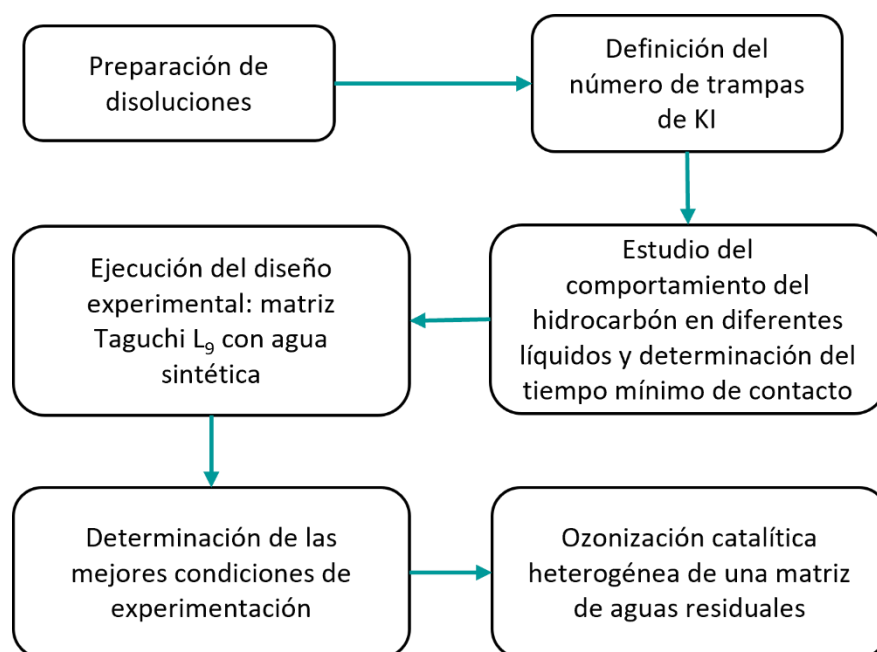 Preparación de
disoluciones
Definición del
número de trampas
de KI
Estudio del
comportamiento del
hidrocarbón en diferentes
líquidos y determinación del
tiempo mínimo de contacto
Ejecución del diseño
experimental: matriz
Taguchi L₉ con agua
sintética
Determinación de las
mejores condiciones de
experimentación
Ozonización catalítica
heterogénea de una matriz
de aguas residuales